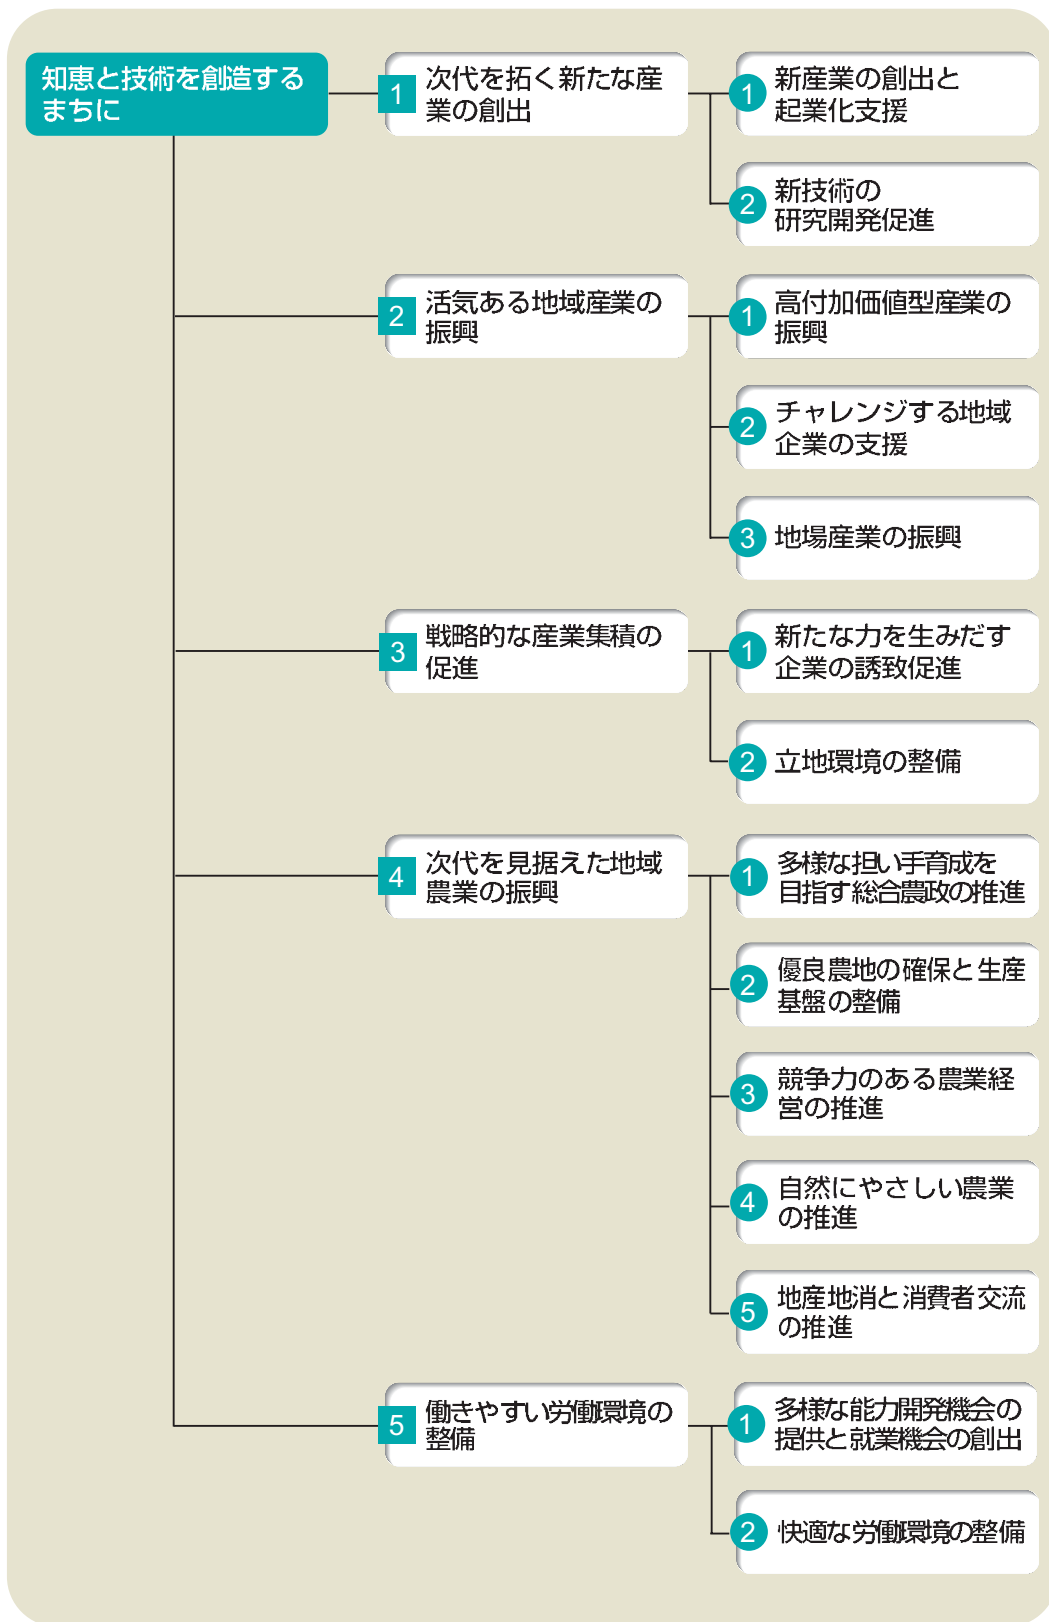 知恵と技術を創造する
まちに
1
次代を拓く新たな産
業の創出
1
新産業の創出と
起業化支援
2
新技術の
研究開発促進
2
活気ある地域産業の
振興
1
高付加価値型産業の
振興
2
チャレンジする地域
企業の支援
3
地場産業の振興
3
戦略的な産業集積の
促進
1
新たな力を生みだす
企業の誘致促進
2
立地環境の整備
4
次代を見据えた地域
農業の振興
1
多様な担い手育成を
目指す総合農政の推進
2
優良農地の確保と生産
基盤の整備
3
競争力のある農業経
営の推進
4
自然にやさしい農業
の推進
5
地産地消と消費者交流
の推進
5
働きやすい労働環境の
整備
1
多様な能力開発機会の
提供と就業機会の創出
2
快適な労働環境の整備